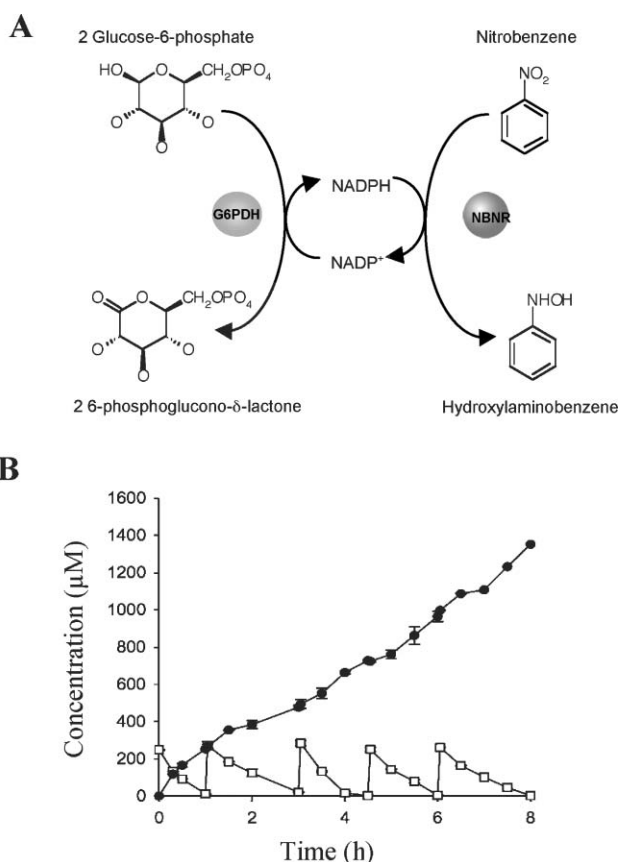 A
2 Glucose-6-phosphate
Nitrobenzene
HO
O
CH₂OPO₄
O
O
O
NO₂
G6PDH
NADPH
NBNR
NADP⁺
O
O
CH₂OPO₄
O
O
O
NHOH
2 6-phosphoglucono-δ-lactone
Hydroxylaminobenzene
B
Concentration (μM)
1600
1400
1200
1000
800
600
400
200
0
0 2 4 6 8
Time (h)